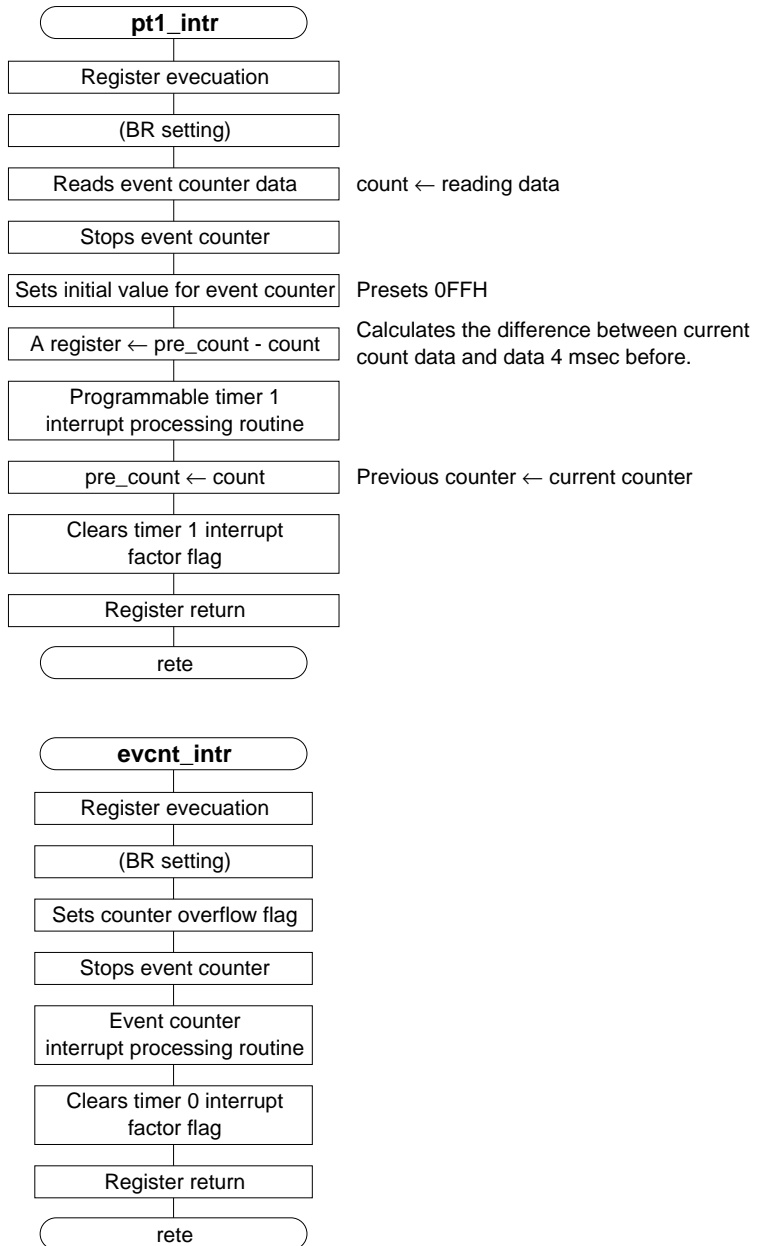 pt1_intr
Register evecuation
(BR setting)
Reads event counter data
count ← reading data
Stops event counter
Sets initial value for event counter
Presets 0FFH
A register ← pre_count - count
Calculates the difference between current
count data and data 4 msec before.
Programmable timer 1
interrupt processing routine
pre_count ← count
Previous counter ← current counter
Clears timer 1 interrupt
factor flag
Register return
rete
evcnt_intr
Register evecuation
(BR setting)
Sets counter overflow flag
Stops event counter
Event counter
interrupt processing routine
Clears timer 0 interrupt
factor flag
Register return
rete